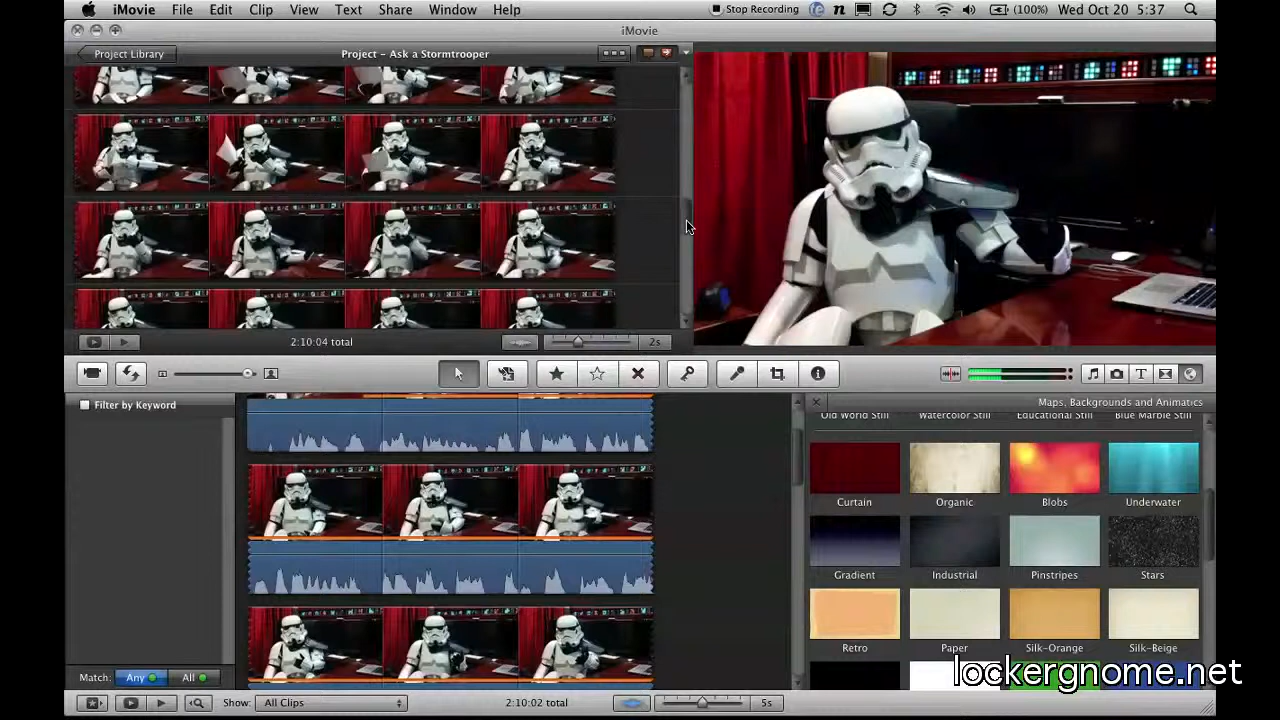 iMovie File Edit Clip View Text Share Window Help Stop Recording (100%) Wed Oct 20 5:37
iMovie
Project Library Project – Ask a Stormtrooper
2:10:04 total 2s
Filter by Keyword
Maps, Backgrounds and Animatics
Old World Still Watercolor Still Educational Still Blue Marble Still
Curtain Organic Blobs Underwater
Gradient Industrial Pinstripes Stars
Retro Paper Silk-Orange Silk-Beige
lockergnome.net
Match: Any All
Show: All Clips 2:10:02 total 5s